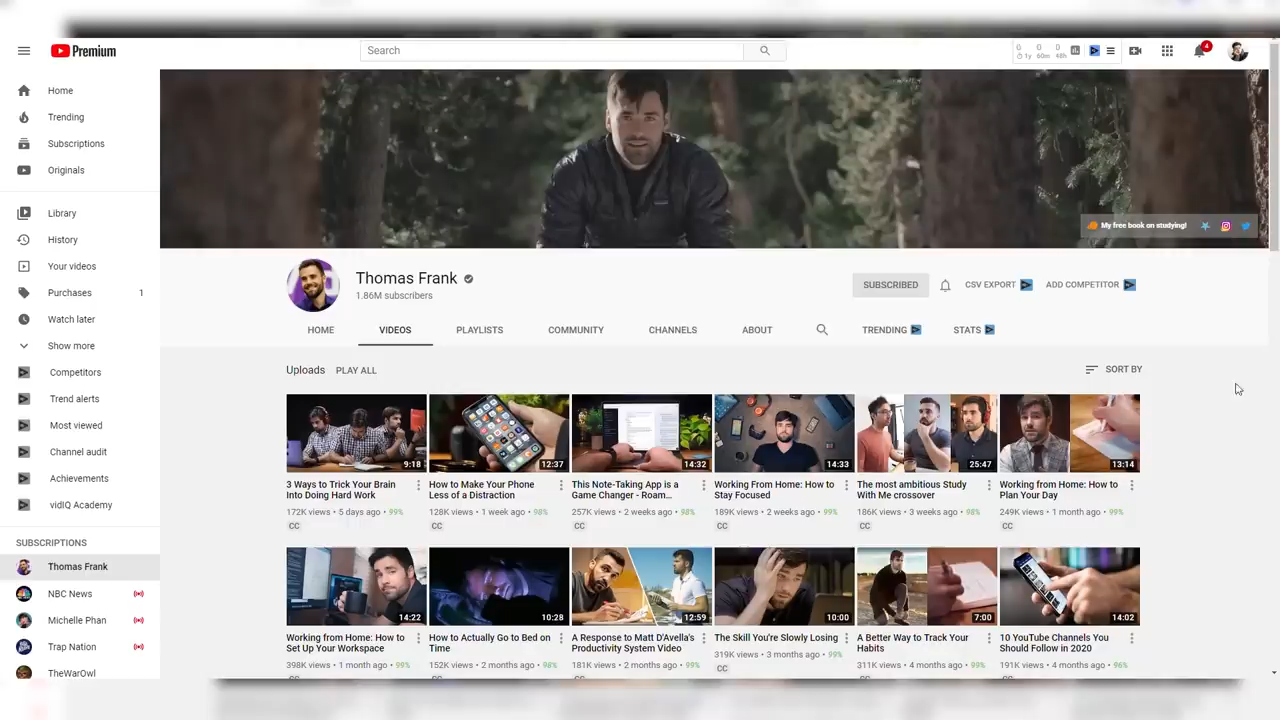 Premium
Search
0 0 0
1y 60m 48h
4
Home
Trending
Subscriptions
Originals
Library
History
Your videos
Purchases 1
Watch later
Show more
Competitors
Trend alerts
Most viewed
Channel audit
Achievements
vidIQ Academy
SUBSCRIPTIONS
Thomas Frank
NBC News
Michelle Phan
Trap Nation
TheWarOwl
My free book on studying!
Thomas Frank
1.86M subscribers
SUBSCRIBED
CSV EXPORT
ADD COMPETITOR
HOME VIDEOS PLAYLISTS COMMUNITY CHANNELS ABOUT TRENDING STATS
Uploads PLAY ALL SORT BY
9:18 12:37 14:32 14:33 25:47 13:14
3 Ways to Trick Your Brain
Into Doing Hard Work
172K views • 5 days ago • 99%
CC
How to Make Your Phone
Less of a Distraction
128K views • 1 week ago • 98%
CC
This Note-Taking App is a
Game Changer - Roam...
257K views • 2 weeks ago • 98%
CC
Working From Home: How to
Stay Focused
189K views • 2 weeks ago • 99%
CC
The most ambitious Study
With Me crossover
186K views • 3 weeks ago • 98%
CC
Working from Home: How to
Plan Your Day
249K views • 1 month ago • 99%
CC
14:22 10:28 12:59 10:00 7:00 14:02
Working from Home: How to
Set Up Your Workspace
398K views • 1 month ago • 99%
How to Actually Go to Bed on
Time
152K views • 2 months ago • 98%
A Response to Matt D'Avella's
Productivity System Video
181K views • 2 months ago • 99%
The Skill You're Slowly Losing
319K views • 3 months ago • 99%
CC
A Better Way to Track Your
Habits
311K views • 4 months ago • 99%
10 YouTube Channels You
Should Follow in 2020
191K views • 4 months ago • 96%